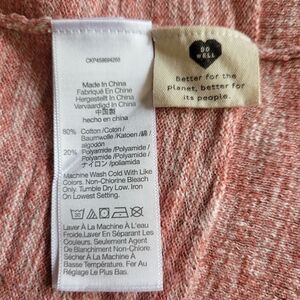 CKP458694268
Made In China
Fabriqué En Chine
Hergestellt In China
Vervaardigd In China
中国製
hecho en china
80% Cotton /Coton /
Baumwolle /Katoen /綿 /
algodón
20% Polyamide /Polyamide /
Polyamide /Polyamide /
ナイロン /poliamida
Machine Wash Cold With Like
Colors. Non-Chlorine Bleach
Only. Tumble Dry Low. Iron
On Lowest Setting.
Laver À La Machine À L'eau
Froide.Laver En Séparant Les
Couleurs. Seulement Agent
De Blanchiment Non-Chloré.
Sécher À La Machine À
Basse Température. Fer Au
Réglage Le Plus Bas.
DO
WELL
Better for the
planet, better for
its people.